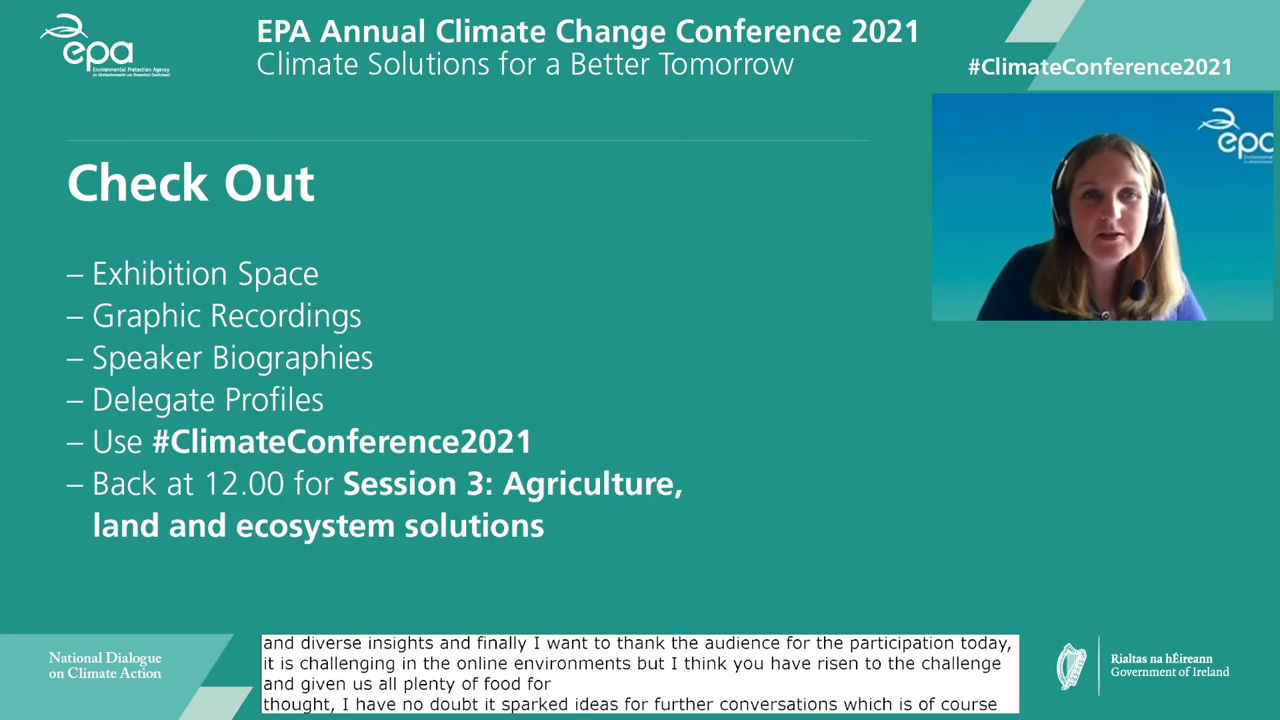 epa
Environmental Protection Agency
EPA Annual Climate Change Conference 2021
Climate Solutions for a Better Tomorrow
#ClimateConference2021
epa
Check Out
– Exhibition Space
– Graphic Recordings
– Speaker Biographies
– Delegate Profiles
– Use #ClimateConference2021
– Back at 12.00 for Session 3: Agriculture,
land and ecosystem solutions
National Dialogue
on Climate Action
and diverse insights and finally I want to thank the audience for the participation today,
it is challenging in the online environments but I think you have risen to the challenge
and given us all plenty of food for
thought, I have no doubt it sparked ideas for further conversations which is of course
Rialtas na hÉireann
Government of Ireland